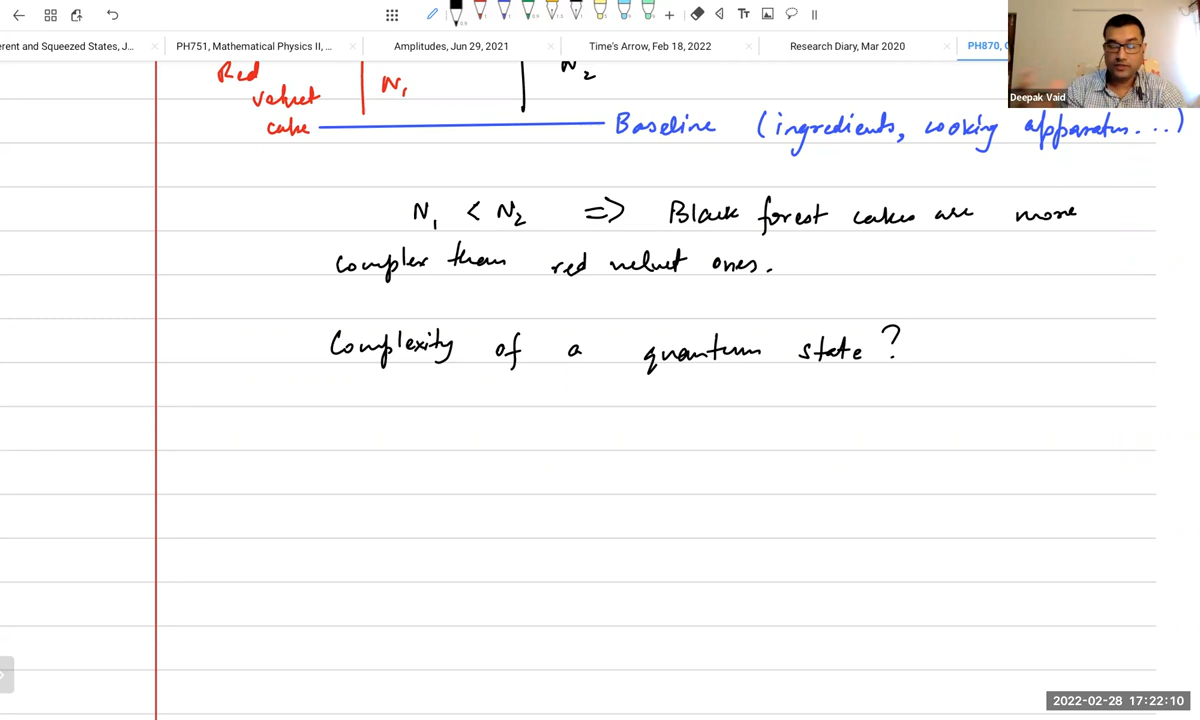 erent and Squeezed States, J... PH751, Mathematical Physics II, ... Amplitudes, Jun 29, 2021 Time's Arrow, Feb 18, 2022 Research Diary, Mar 2020 PH870,
Deepak Vaid
Red N₁ N₂
velvet
cake
Baseline (ingredients, cooking apparatus...)
N₁ < N₂ => Black forest cakes are more
complex than red velvet ones.
Complexity of a quantum state?
2022-02-28 17:22:10